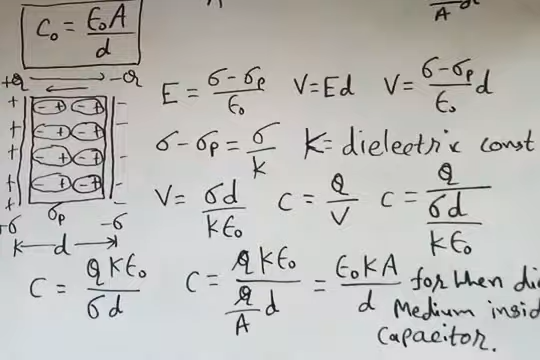 C₀ = ε₀A/d
A
+Q -Q
E = (σ - σp)/ε₀ V = Ed V = (σ - σp)/ε₀ d
σ - σp = σ/k K = dielectric const
V = σd/kε₀ C = Q/V C = Q/(σd/kε₀)
+σ σp -σ
d
C = Qkε₀/σd C = Qkε₀/((Q/A)d) = ε₀kA/d for when di
Medium insid
capacitor.